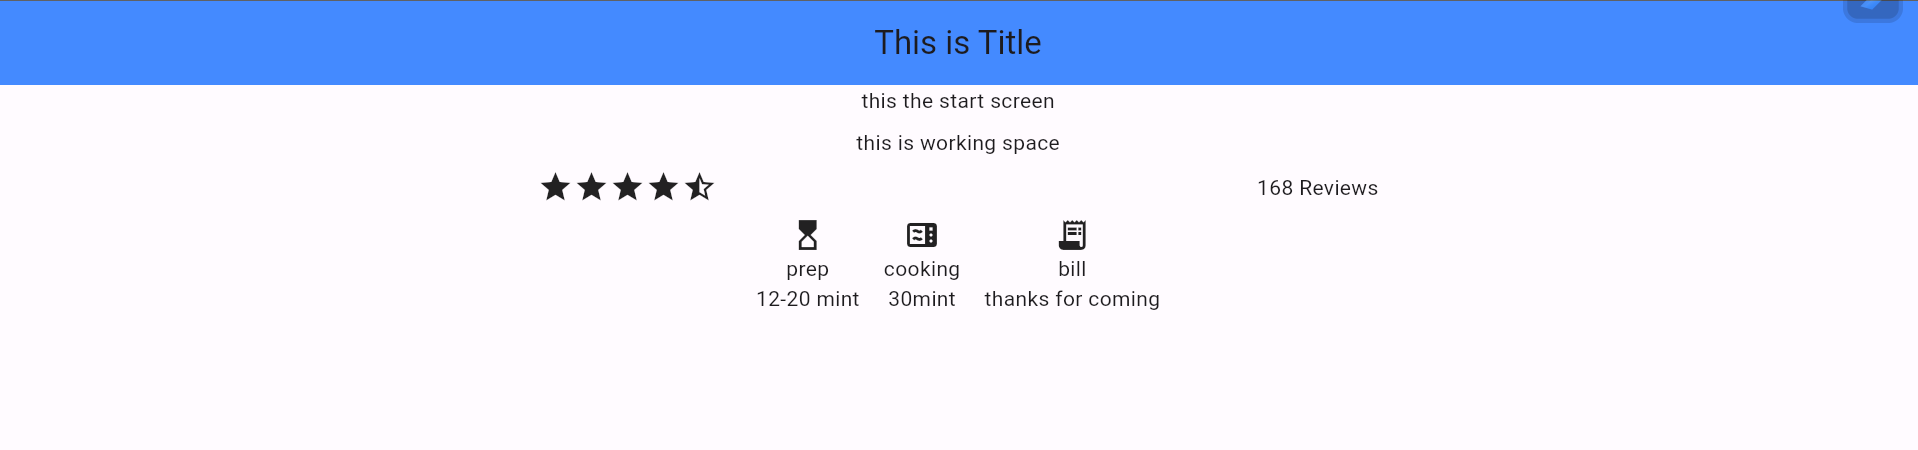 This is Title
this the start screen
this is working space
168 Reviews
prep cooking bill
12-20 mint 30mint thanks for coming